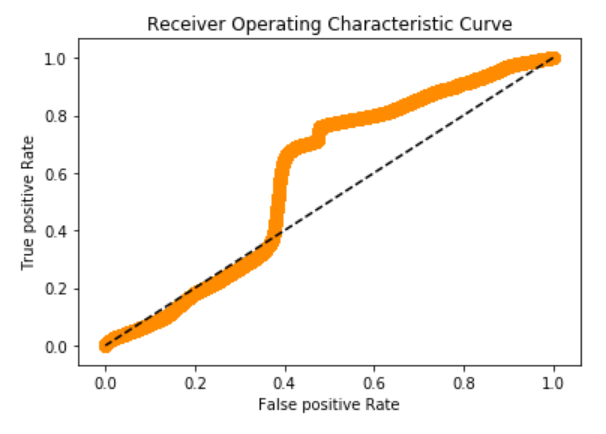 Receiver Operating Characteristic Curve
1.0
0.8
0.6
0.4
0.2
0.0
True positive Rate
0.0 0.2 0.4 0.6 0.8 1.0
False positive Rate